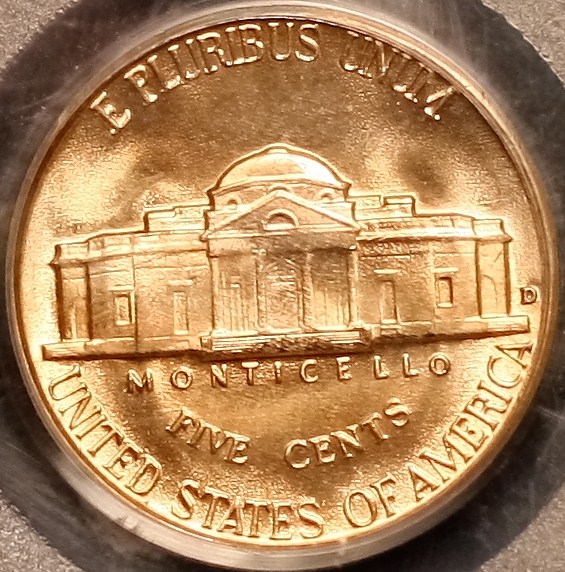 E PLURIBUS UNUM
D
MONTICELLO
FIVE CENTS
UNITED STATES OF AMERICA